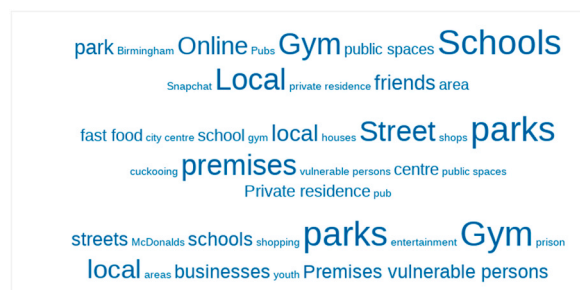 park Birmingham Online Pubs Gym public spaces Schools
Snapchat Local private residence friends area
fast food city centre school gym local houses Street shops parks
cuckooing premises vulnerable persons centre public spaces
Private residence pub
streets McDonalds schools shopping parks entertainment Gym prison
local areas businesses youth Premises vulnerable persons